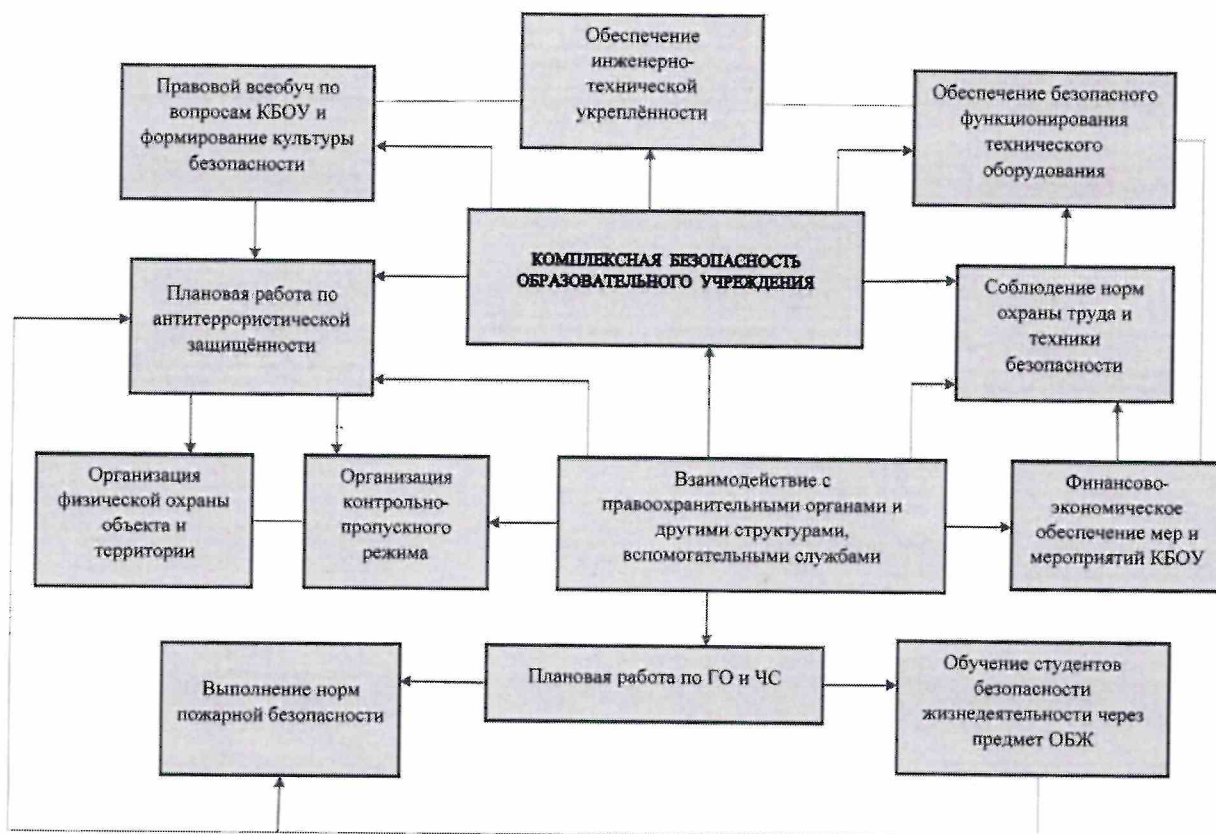 Обеспечение
инженерно-
технической
укреплённости
Правовой всеобуч по
вопросам КБОУ и
формирование культуры
безопасности
Обеспечение безопасного
функционирования
технического
оборудования
КОМПЛЕКСНАЯ БЕЗОПАСНОСТЬ
ОБРАЗОВАТЕЛЬНОГО УЧРЕЖДЕНИЯ
Плановая работа по
антитеррористической
защищённости
Соблюдение норм
охраны труда и
техники
безопасности
Организация
физической охраны
объекта и
территории
Организация
контрольно-
пропускного
режима
Взаимодействие с
правоохранительными органами и
другими структурами,
вспомогательными службами
Финансово-
экономическое
обеспечение мер и
мероприятий КБОУ
Выполнение норм
пожарной безопасности
Плановая работа по ГО и ЧС
Обучение студентов
безопасности
жизнедеятельности через
предмет ОБЖ